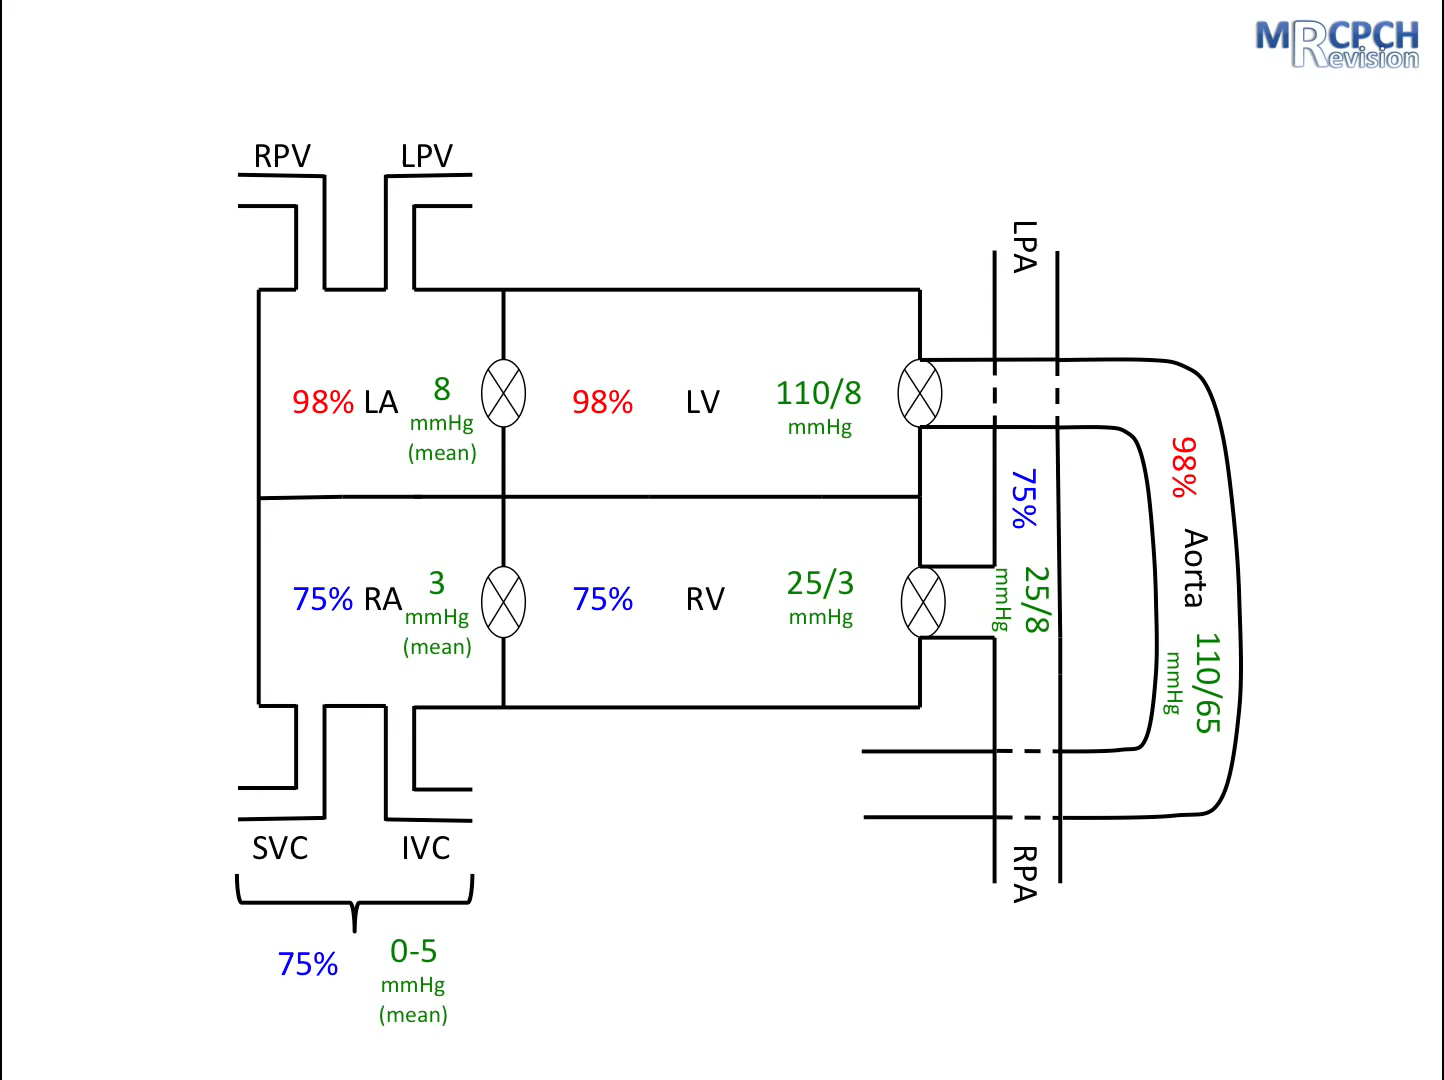 MRCPCH
Revision
RPV
LPV
LPA
98% LA
8
mmHg
(mean)
98%
LV
110/8
mmHg
98%
75%
Aorta
75% RA
3
mmHg
(mean)
75%
RV
25/3
mmHg
25/8
mmHg
110/65
mmHg
SVC
IVC
RPA
75%
0-5
mmHg
(mean)